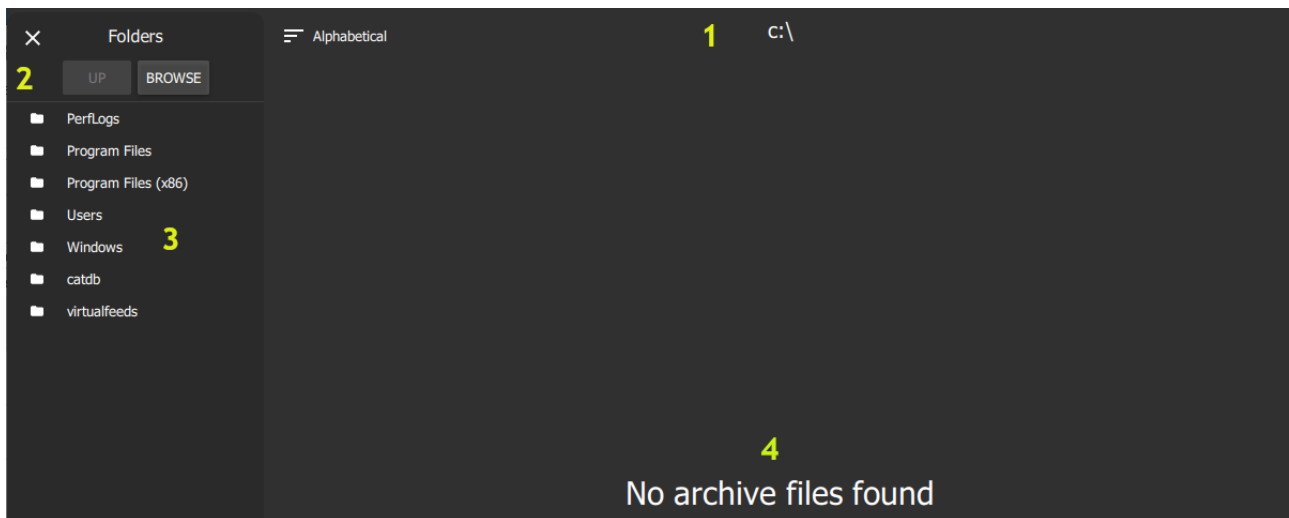 Folders
Alphabetical
1
c:\
2
UP
BROWSE
PerfLogs
Program Files
Program Files (x86)
Users
Windows
3
catdb
virtualfeeds
4
No archive files found